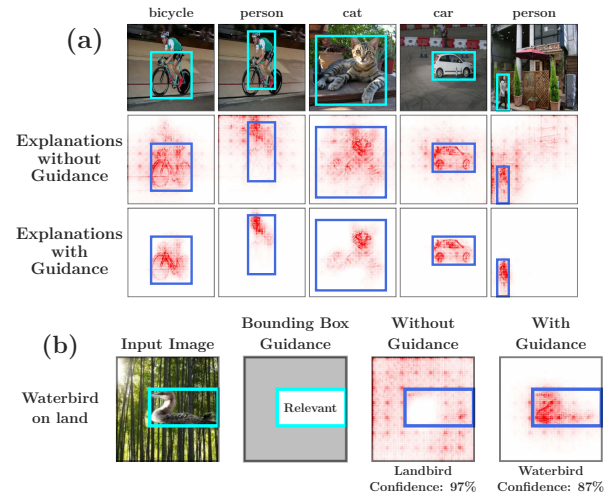 bicycle person cat car person
(a)
Explanations
without
Guidance
Explanations
with
Guidance
(b)
Input Image
Bounding Box
Guidance
Without
Guidance
With
Guidance
Waterbird
on land
Relevant
Landbird
Confidence: 97%
Waterbird
Confidence: 87%